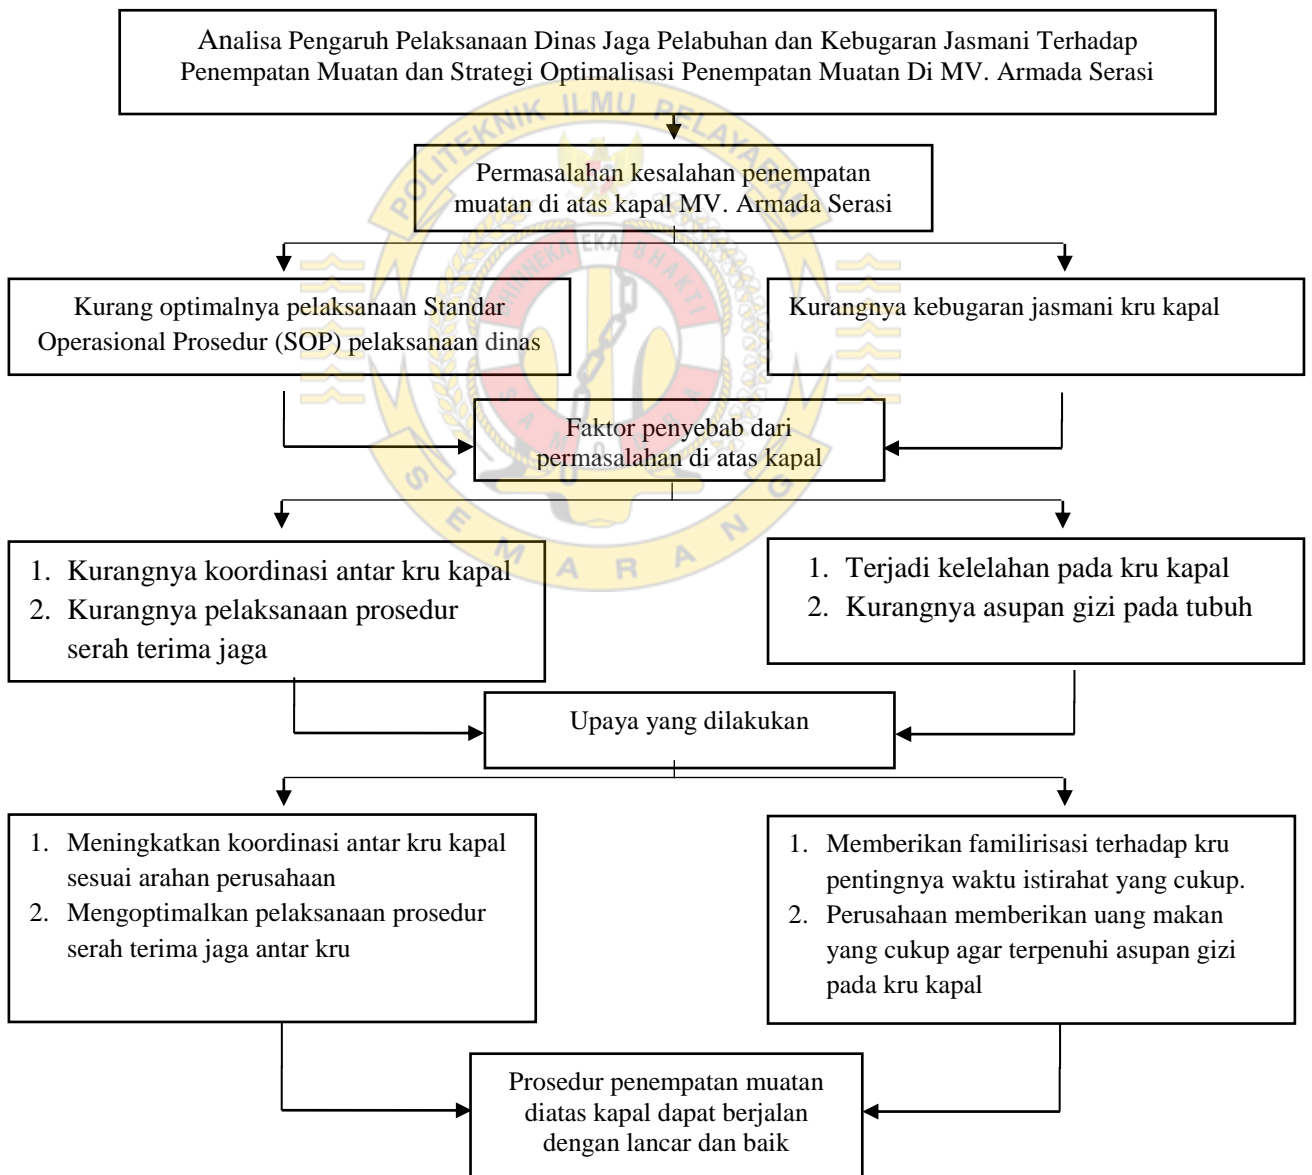 Analisa Pengaruh Pelaksanaan Dinas Jaga Pelabuhan dan Kebugaran Jasmani Terhadap
Penempatan Muatan dan Strategi Optimalisasi Penempatan Muatan Di MV. Armada Serasi
POLITEKNIK ILMU PELAYARAN
Permasalahan kesalahan penempatan
muatan di atas kapal MV. Armada Serasi
BHINNEKA EKA BHAKTI
Kurang optimalnya pelaksanaan Standar
Operasional Prosedur (SOP) pelaksanaan dinas
Kurangnya kebugaran jasmani kru kapal
Faktor penyebab dari
permasalahan di atas kapal
SEMARANG
1. Kurangnya koordinasi antar kru kapal
2. Kurangnya pelaksanaan prosedur
serah terima jaga
1. Terjadi kelelahan pada kru kapal
2. Kurangnya asupan gizi pada tubuh
Upaya yang dilakukan
1. Meningkatkan koordinasi antar kru kapal
sesuai arahan perusahaan
2. Mengoptimalkan pelaksanaan prosedur
serah terima jaga antar kru
1. Memberikan familirisasi terhadap kru
pentingnya waktu istirahat yang cukup.
2. Perusahaan memberikan uang makan
yang cukup agar terpenuhi asupan gizi
pada kru kapal
Prosedur penempatan muatan
diatas kapal dapat berjalan
dengan lancar dan baik